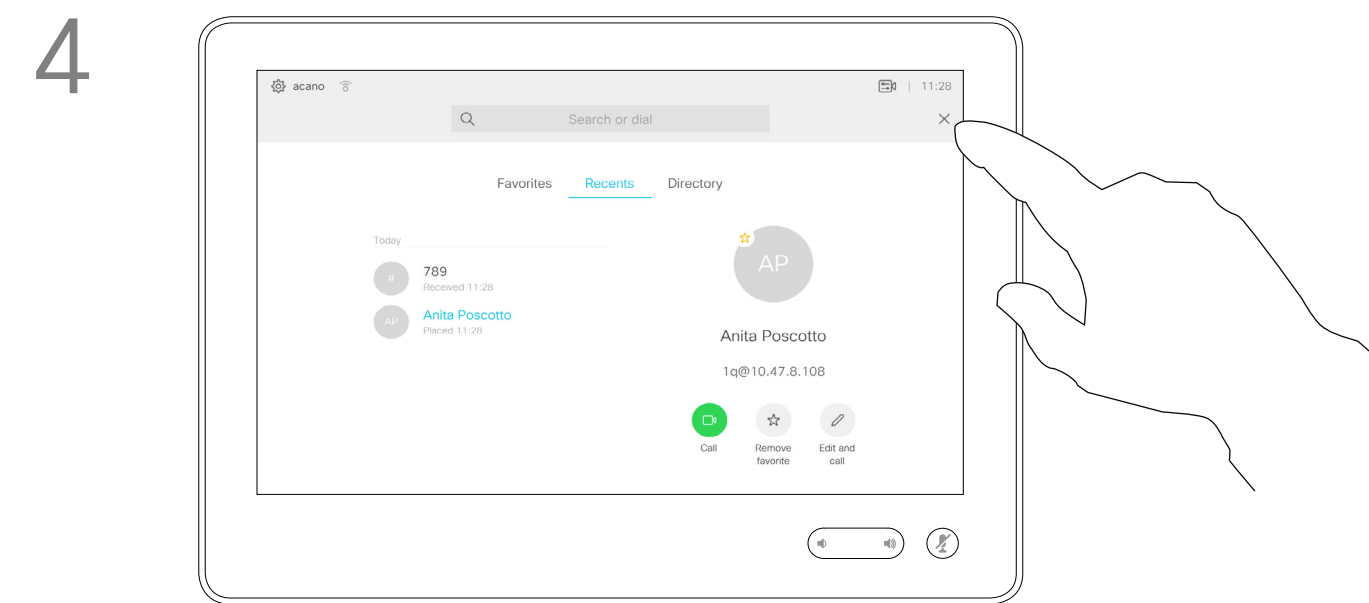 4
acano
11:28
Search or dial
Favorites Recents Directory
Today
#
789
Received 11:28
AP
Anita Poscotto
Placed 11:28
AP
Anita Poscotto
1q@10.47.8.108
Call
Remove
favorite
Edit and
call